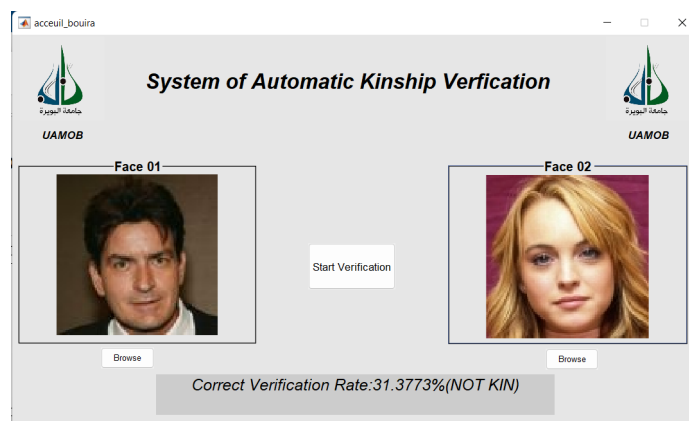 acceuil_bouira
System of Automatic Kinship Verfication
جامعة البويرة
جامعة البويرة
UAMOB
UAMOB
Face 01
Face 02
Start Verification
Browse
Browse
Correct Verification Rate:31.3773%(NOT KIN)